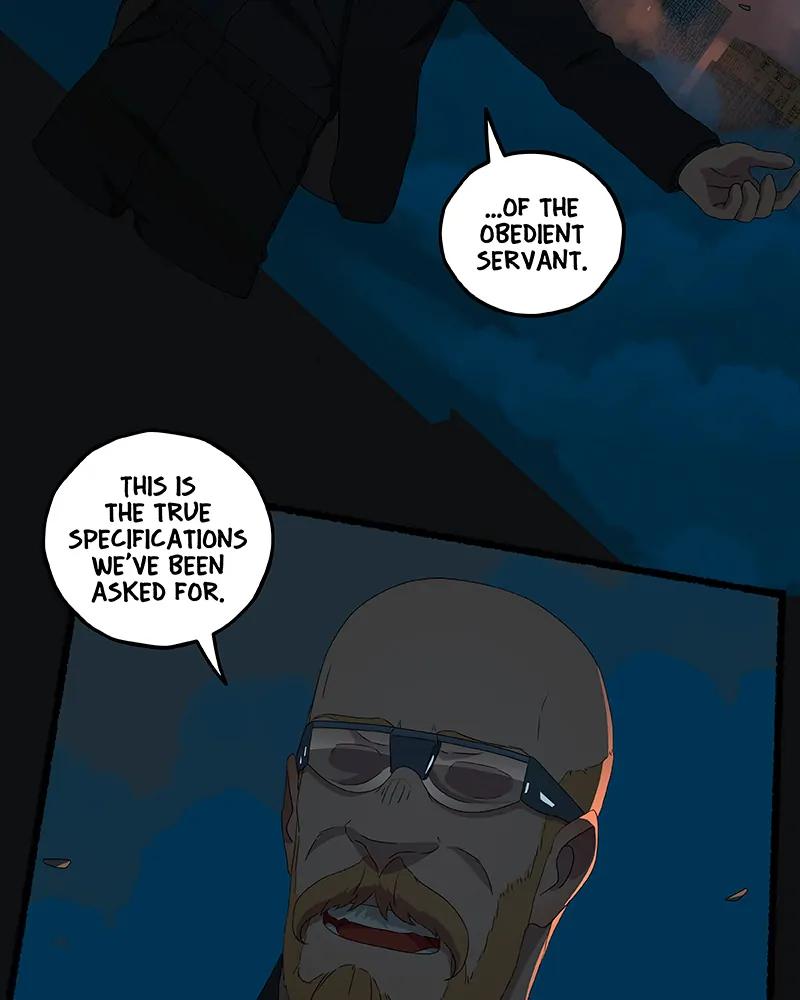 ...OF THE
OBEDIENT
SERVANT.
THIS IS
THE TRUE
SPECIFICATIONS
WE'VE BEEN
ASKED FOR.